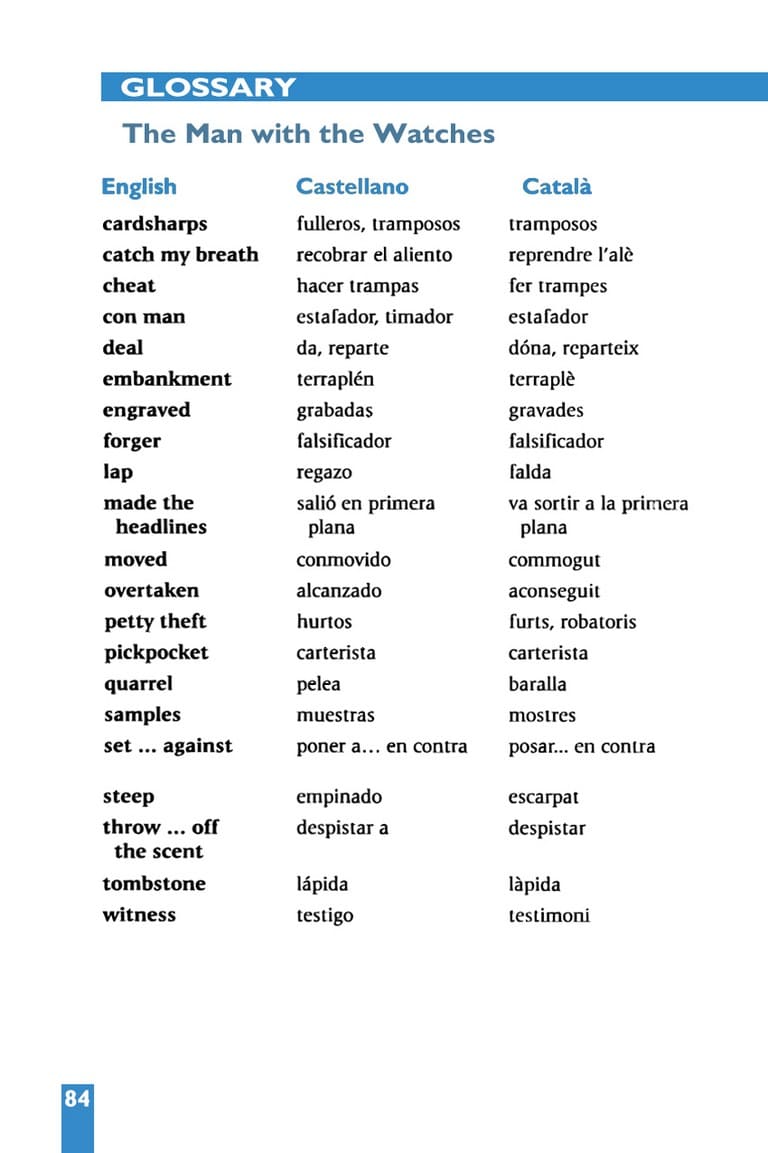 GLOSSARY
The Man with the Watches
English Castellano Català
cardsharps fulleros, tramposos tramposos
catch my breath recobrar el aliento reprendre l'alè
cheat hacer trampas fer trampes
con man estafador, timador estafador
deal da, reparte dóna, reparteix
embankment terraplén terraplè
engraved grabadas gravades
forger falsificador falsificador
lap regazo falda
made the salió en primera va sortir a la primera
headlines plana plana
moved conmovido commogut
overtaken alcanzado aconseguit
petty theft hurtos furts, robatoris
pickpocket carterista carterista
quarrel pelea baralla
samples muestras mostres
set ... against poner a... en contra posar... en contra
steep empinado escarpat
throw ... off despistar a despistar
the scent
tombstone lápida làpida
witness testigo testimoni
84